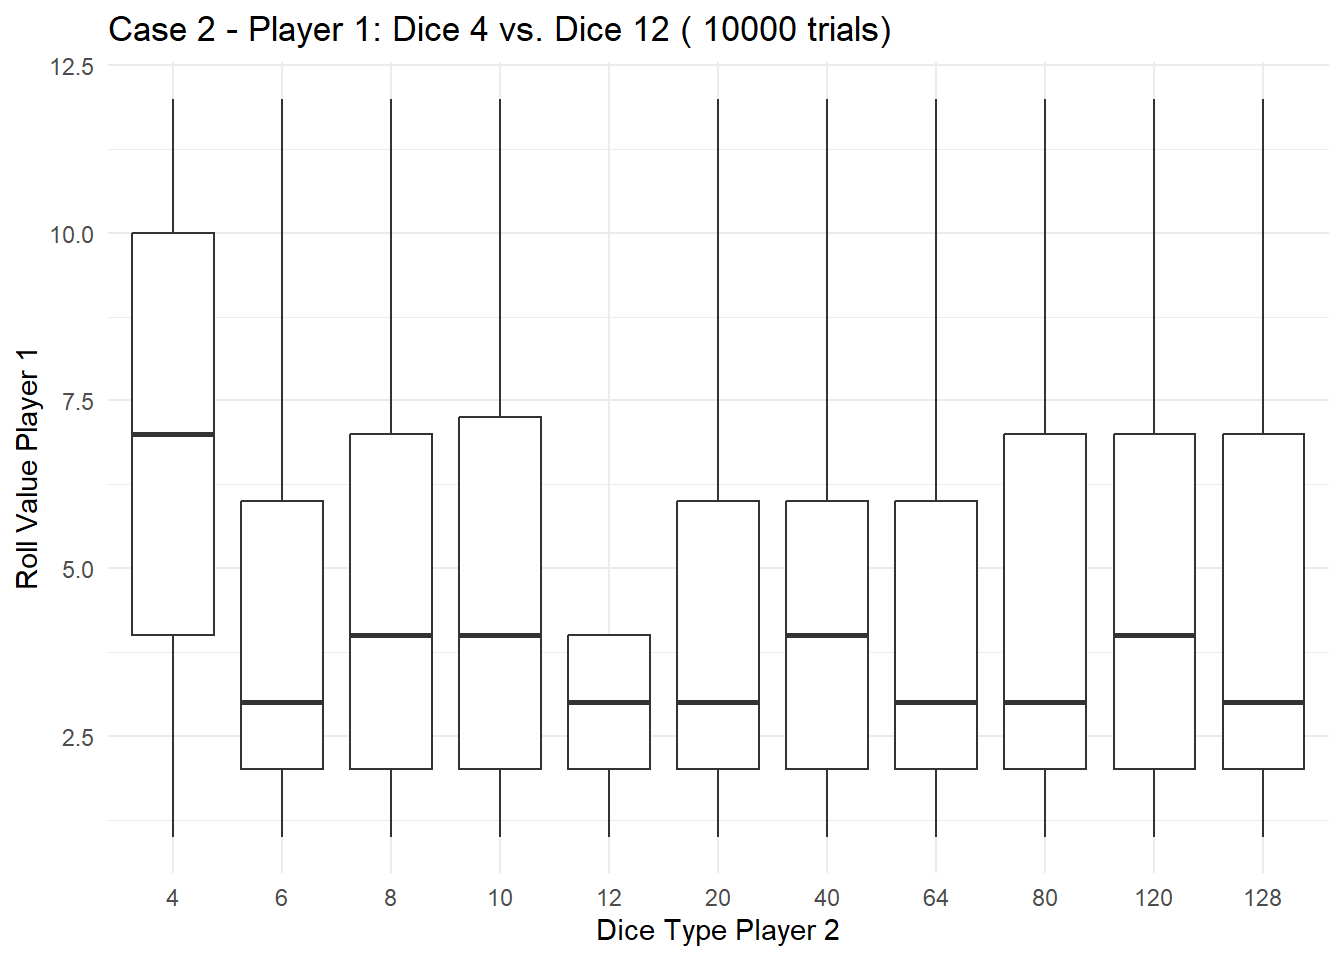 Case 2 - Player 1: Dice 4 vs. Dice 12 ( 10000 trials)
12.5
10.0
7.5
5.0
2.5
Roll Value Player 1
4 6 8 10 12 20 40 64 80 120 128
Dice Type Player 2